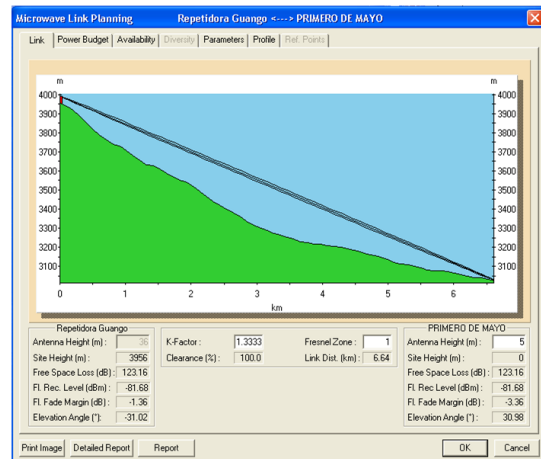 Microwave Link Planning Repetidora Guango <---> PRIMERO DE MAYO
Link Power Budget Availability Diversity Parameters Profile Ref. Points
m m
4000 4000
3900 3900
3800 3800
3700 3700
3600 3600
3500 3500
3400 3400
3300 3300
3200 3200
3100 3100
0 1 2 3 4 5 6
km
Repetidora Guango
Antenna Height (m) : 36
Site Height (m) : 3956
Free Space Loss (dB) : 123.16
Fl. Rec. Level (dBm) : -81.68
Fl. Fade Margin (dB) : -1.36
Elevation Angle (°): -31.02
K-Factor : 1.3333 Fresnel Zone : 1
Clearance (%) : 100.0 Link Dist. (km) : 6.64
PRIMERO DE MAYO
Antenna Height (m) : 5
Site Height (m) : 0
Free Space Loss (dB) : 123.16
Fl. Rec. Level (dBm) : -81.68
Fl. Fade Margin (dB) : -3.36
Elevation Angle (°) : 30.98
Print Image Detailed Report Report OK Cancel